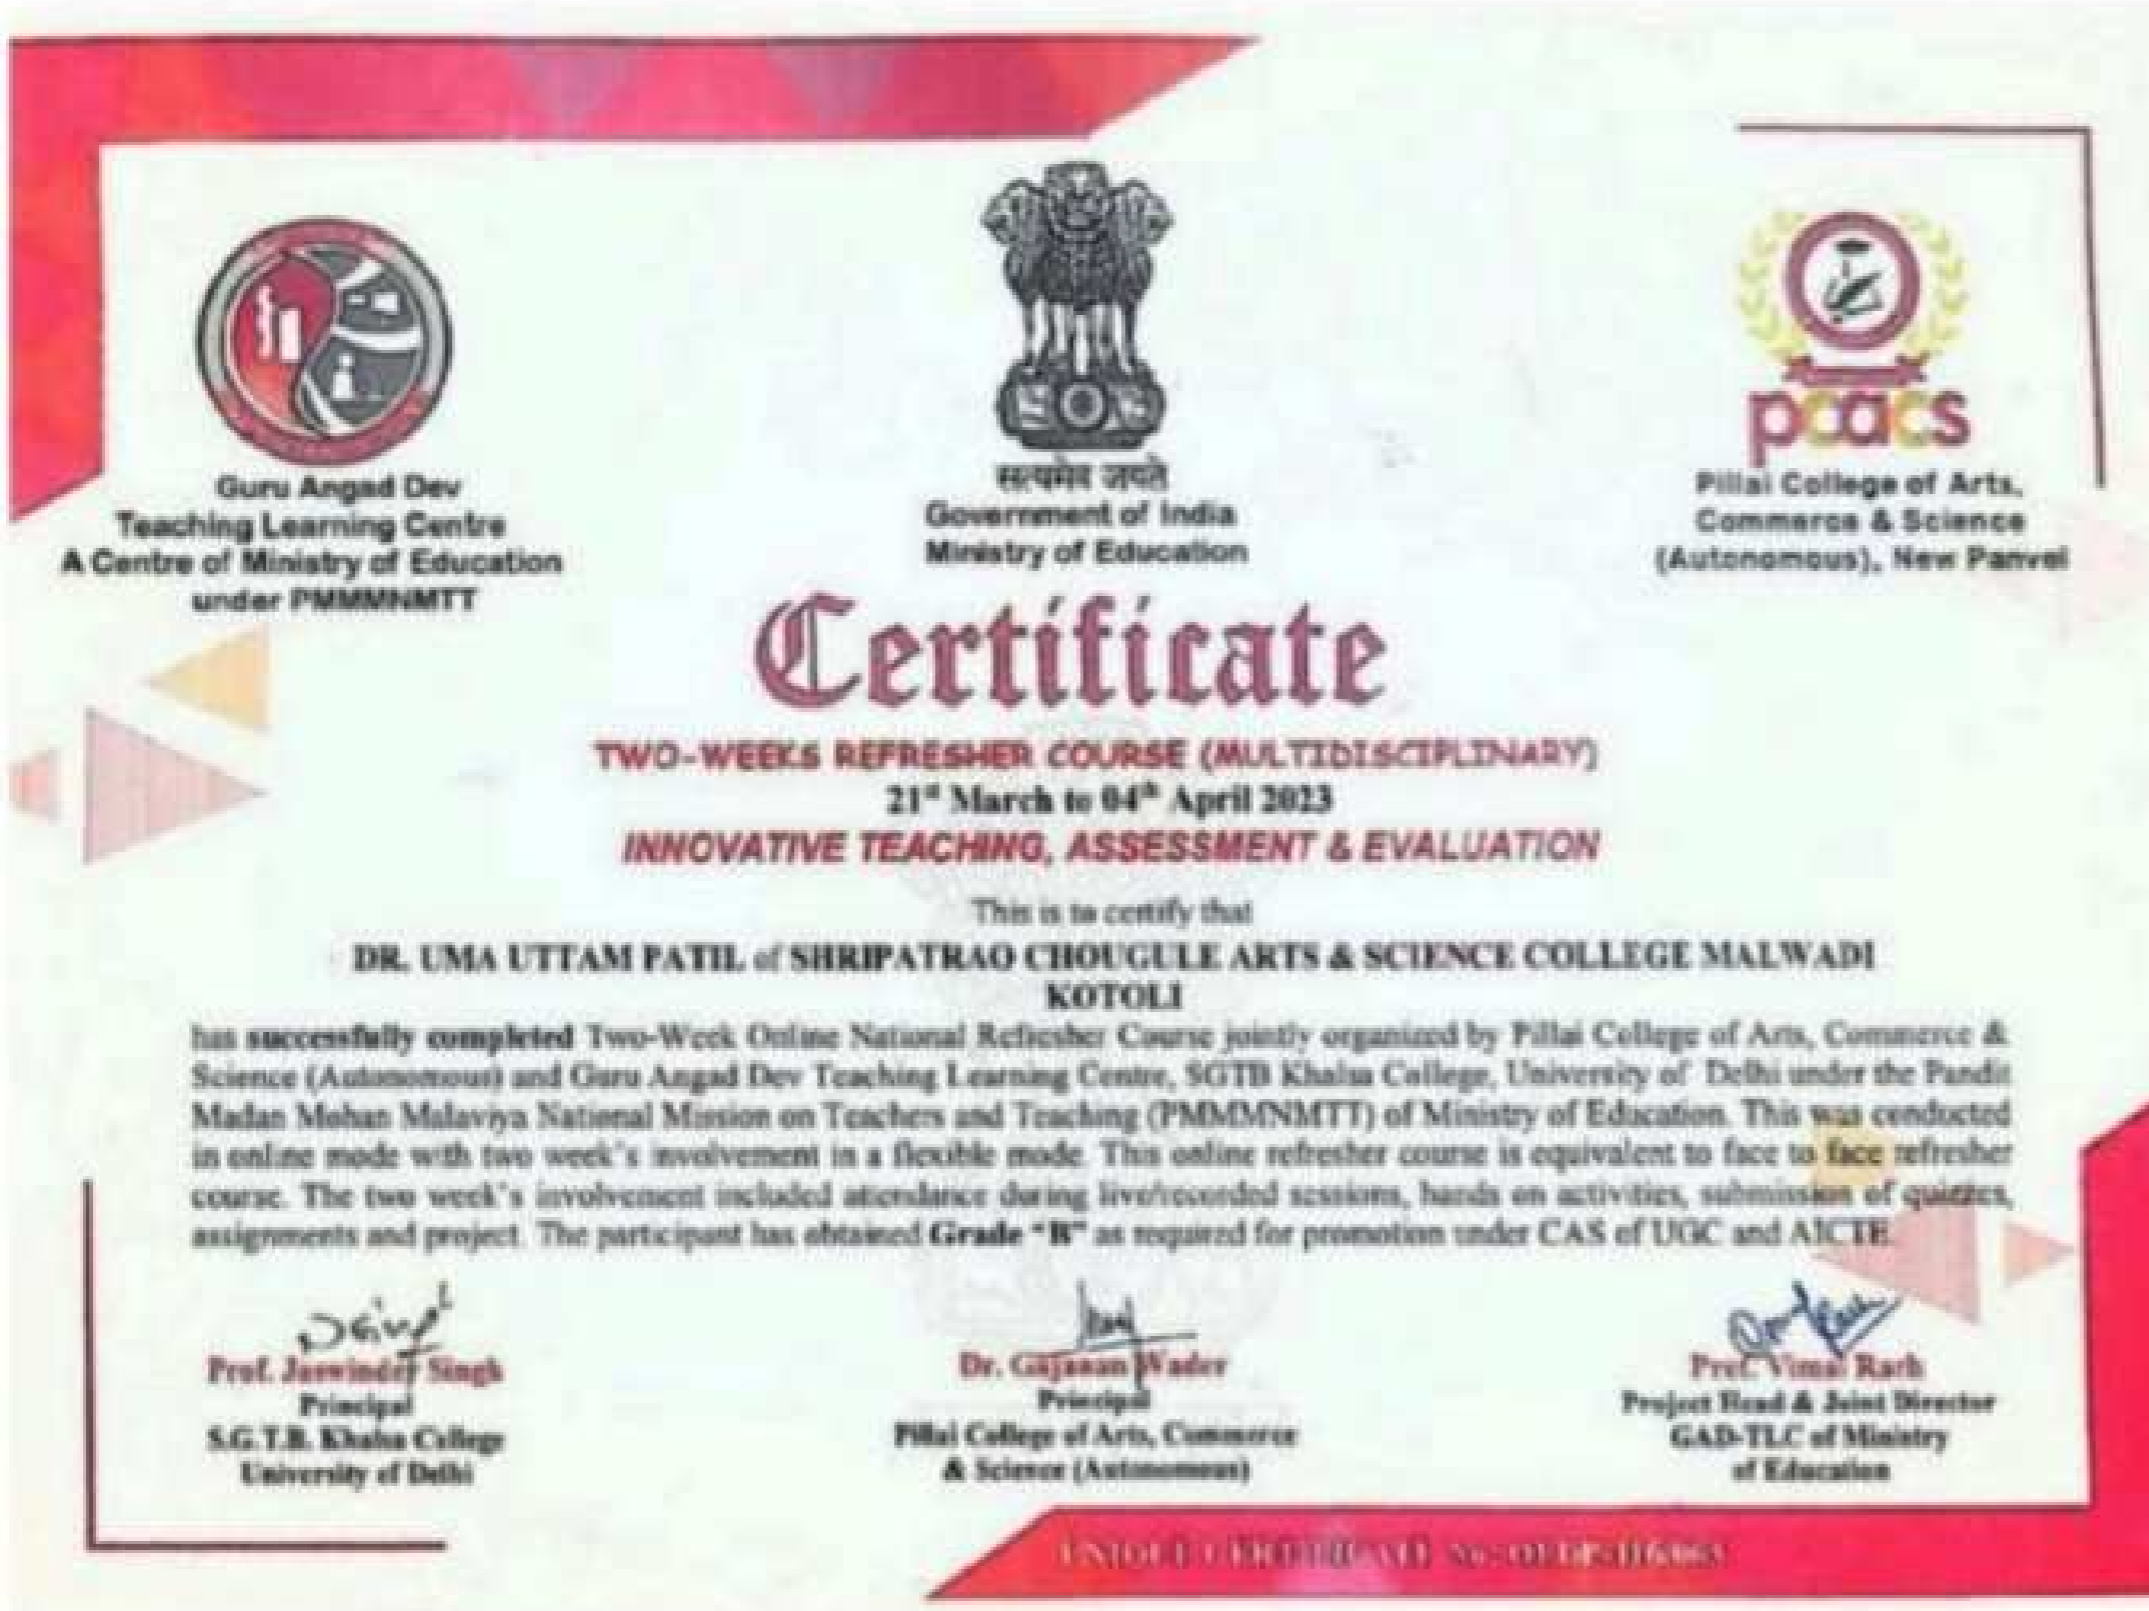 Guru Angad Dev
Teaching Learning Centre
A Centre of Ministry of Education
under PMMMNMTT
सत्यमेव जयते
Government of India
Ministry of Education
pcacs
Pillai College of Arts,
Commerce & Science
(Autonomous), New Panvel
Certificate
TWO-WEEKS REFRESHER COURSE (MULTIDISCIPLINARY)
21st March to 04th April 2023
INNOVATIVE TEACHING, ASSESSMENT & EVALUATION
This is to certify that
DR. UMA UTTAM PATIL of SHRIPATRAO CHOUGULE ARTS & SCIENCE COLLEGE MALWADI
KOTOLI
has successfully completed Two-Week Online National Refresher Course jointly organized by Pillai College of Arts, Commerce &
Science (Autonomous) and Guru Angad Dev Teaching Learning Centre, SGTB Khalsa College, University of Delhi under the Pandit
Madan Mohan Malaviya National Mission on Teachers and Teaching (PMMMNMTT) of Ministry of Education. This was conducted
in online mode with two week's involvement in a flexible mode. This online refresher course is equivalent to face to face refresher
course. The two week's involvement included attendance during live/recorded sessions, hands on activities, submission of quizzes,
assignments and project. The participant has obtained Grade "B" as required for promotion under CAS of UGC and AICTE.
Prof. Jaswinder Singh
Principal
S.G.T.B. Khalsa College
University of Delhi
Dr. Gajanan Wader
Principal
Pillai College of Arts, Commerce
& Science (Autonomous)
Prof. Vimal Rarh
Project Head & Joint Director
GAD-TLC of Ministry
of Education
UNIQUE CERTIFICATE No